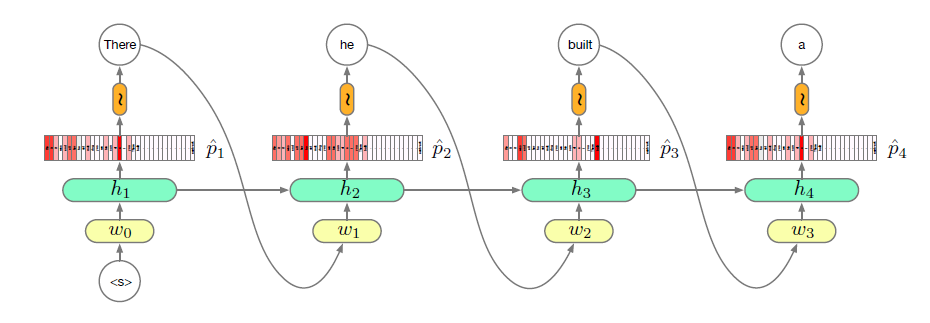 There he built a
~ ~ ~ ~
p̂₁ p̂₂ p̂₃ p̂₄
h₁ h₂ h₃ h₄
w₀ w₁ w₂ w₃
<s>